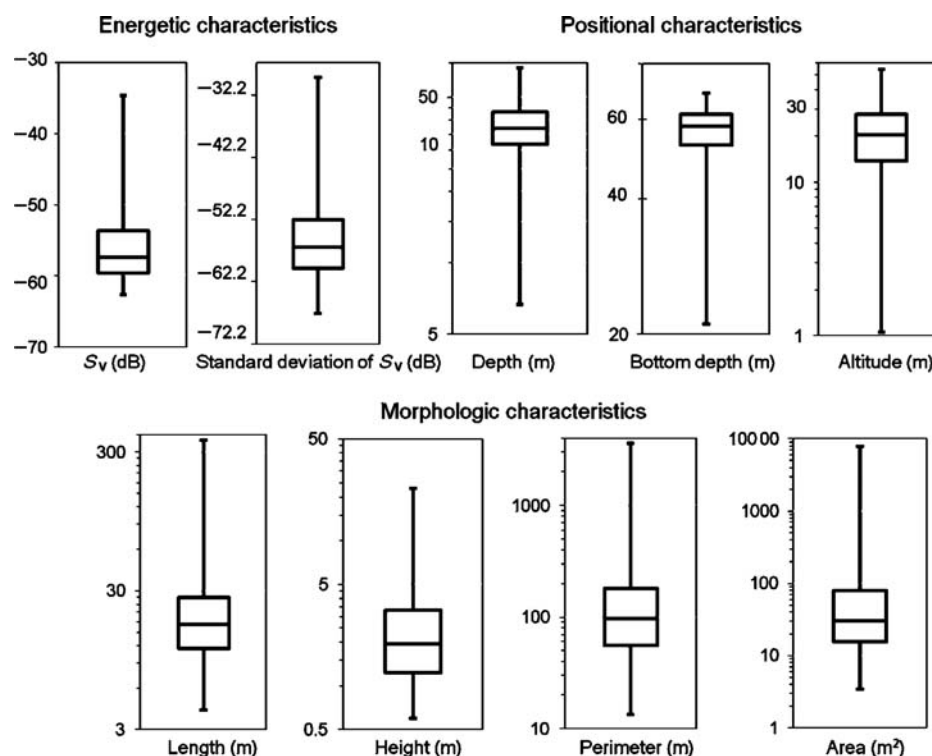 Energetic characteristics
Positional characteristics
−30
−40
−50
−60
−70
Sv (dB)
−32.2
−42.2
−52.2
−62.2
−72.2
Standard deviation of Sv (dB)
50
10
5
Depth (m)
60
40
20
Bottom depth (m)
30
10
1
Altitude (m)
Morphologic characteristics
300
30
3
Length (m)
50
5
0.5
Height (m)
1000
100
10
Perimeter (m)
10000
1000
100
10
1
Area (m²)